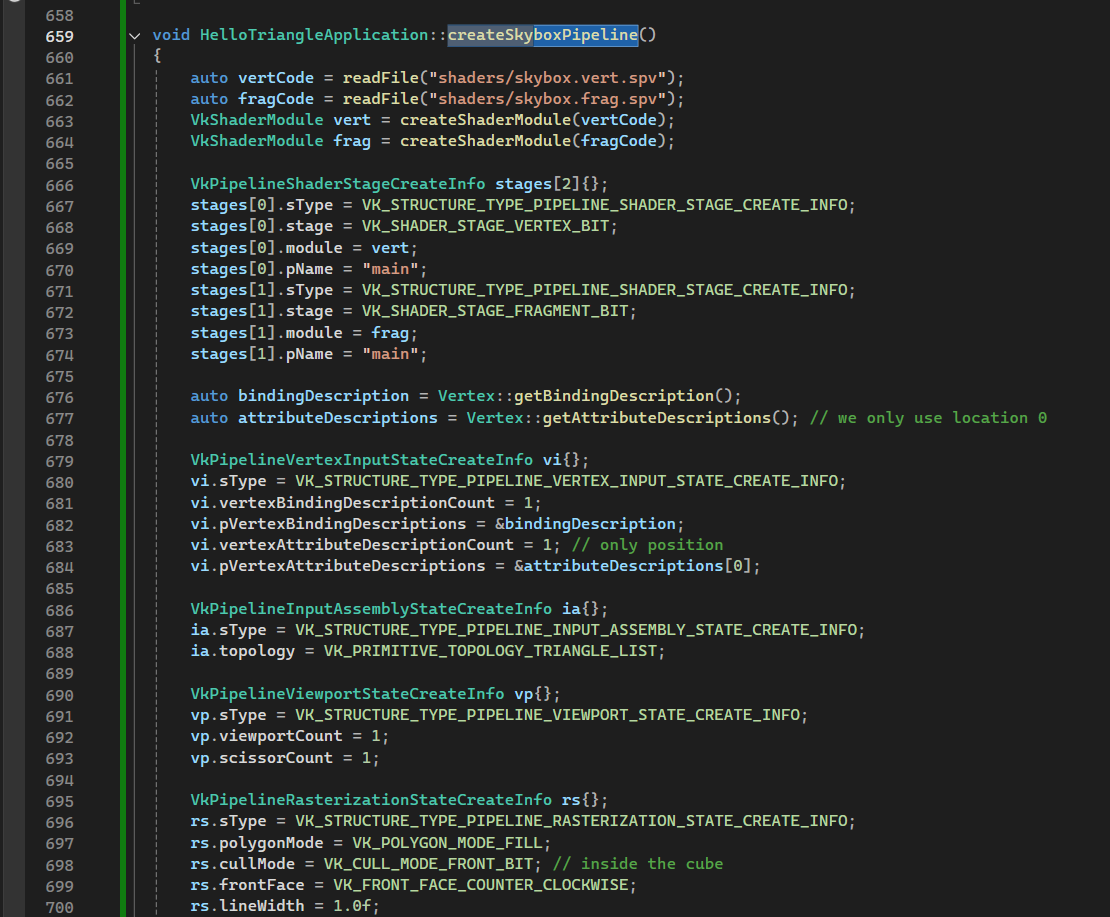 658
659 void HelloTriangleApplication::createSkyboxPipeline()
660 {
661 auto vertCode = readFile("shaders/skybox.vert.spv");
662 auto fragCode = readFile("shaders/skybox.frag.spv");
663 VkShaderModule vert = createShaderModule(vertCode);
664 VkShaderModule frag = createShaderModule(fragCode);
665
666 VkPipelineShaderStageCreateInfo stages[2]{};
667 stages[0].sType = VK_STRUCTURE_TYPE_PIPELINE_SHADER_STAGE_CREATE_INFO;
668 stages[0].stage = VK_SHADER_STAGE_VERTEX_BIT;
669 stages[0].module = vert;
670 stages[0].pName = "main";
671 stages[1].sType = VK_STRUCTURE_TYPE_PIPELINE_SHADER_STAGE_CREATE_INFO;
672 stages[1].stage = VK_SHADER_STAGE_FRAGMENT_BIT;
673 stages[1].module = frag;
674 stages[1].pName = "main";
675
676 auto bindingDescription = Vertex::getBindingDescription();
677 auto attributeDescriptions = Vertex::getAttributeDescriptions(); // we only use location 0
678
679 VkPipelineVertexInputStateCreateInfo vi{};
680 vi.sType = VK_STRUCTURE_TYPE_PIPELINE_VERTEX_INPUT_STATE_CREATE_INFO;
681 vi.vertexBindingDescriptionCount = 1;
682 vi.pVertexBindingDescriptions = &bindingDescription;
683 vi.vertexAttributeDescriptionCount = 1; // only position
684 vi.pVertexAttributeDescriptions = &attributeDescriptions[0];
685
686 VkPipelineInputAssemblyStateCreateInfo ia{};
687 ia.sType = VK_STRUCTURE_TYPE_PIPELINE_INPUT_ASSEMBLY_STATE_CREATE_INFO;
688 ia.topology = VK_PRIMITIVE_TOPOLOGY_TRIANGLE_LIST;
689
690 VkPipelineViewportStateCreateInfo vp{};
691 vp.sType = VK_STRUCTURE_TYPE_PIPELINE_VIEWPORT_STATE_CREATE_INFO;
692 vp.viewportCount = 1;
693 vp.scissorCount = 1;
694
695 VkPipelineRasterizationStateCreateInfo rs{};
696 rs.sType = VK_STRUCTURE_TYPE_PIPELINE_RASTERIZATION_STATE_CREATE_INFO;
697 rs.polygonMode = VK_POLYGON_MODE_FILL;
698 rs.cullMode = VK_CULL_MODE_FRONT_BIT; // inside the cube
699 rs.frontFace = VK_FRONT_FACE_COUNTER_CLOCKWISE;
700 rs.lineWidth = 1.0f;